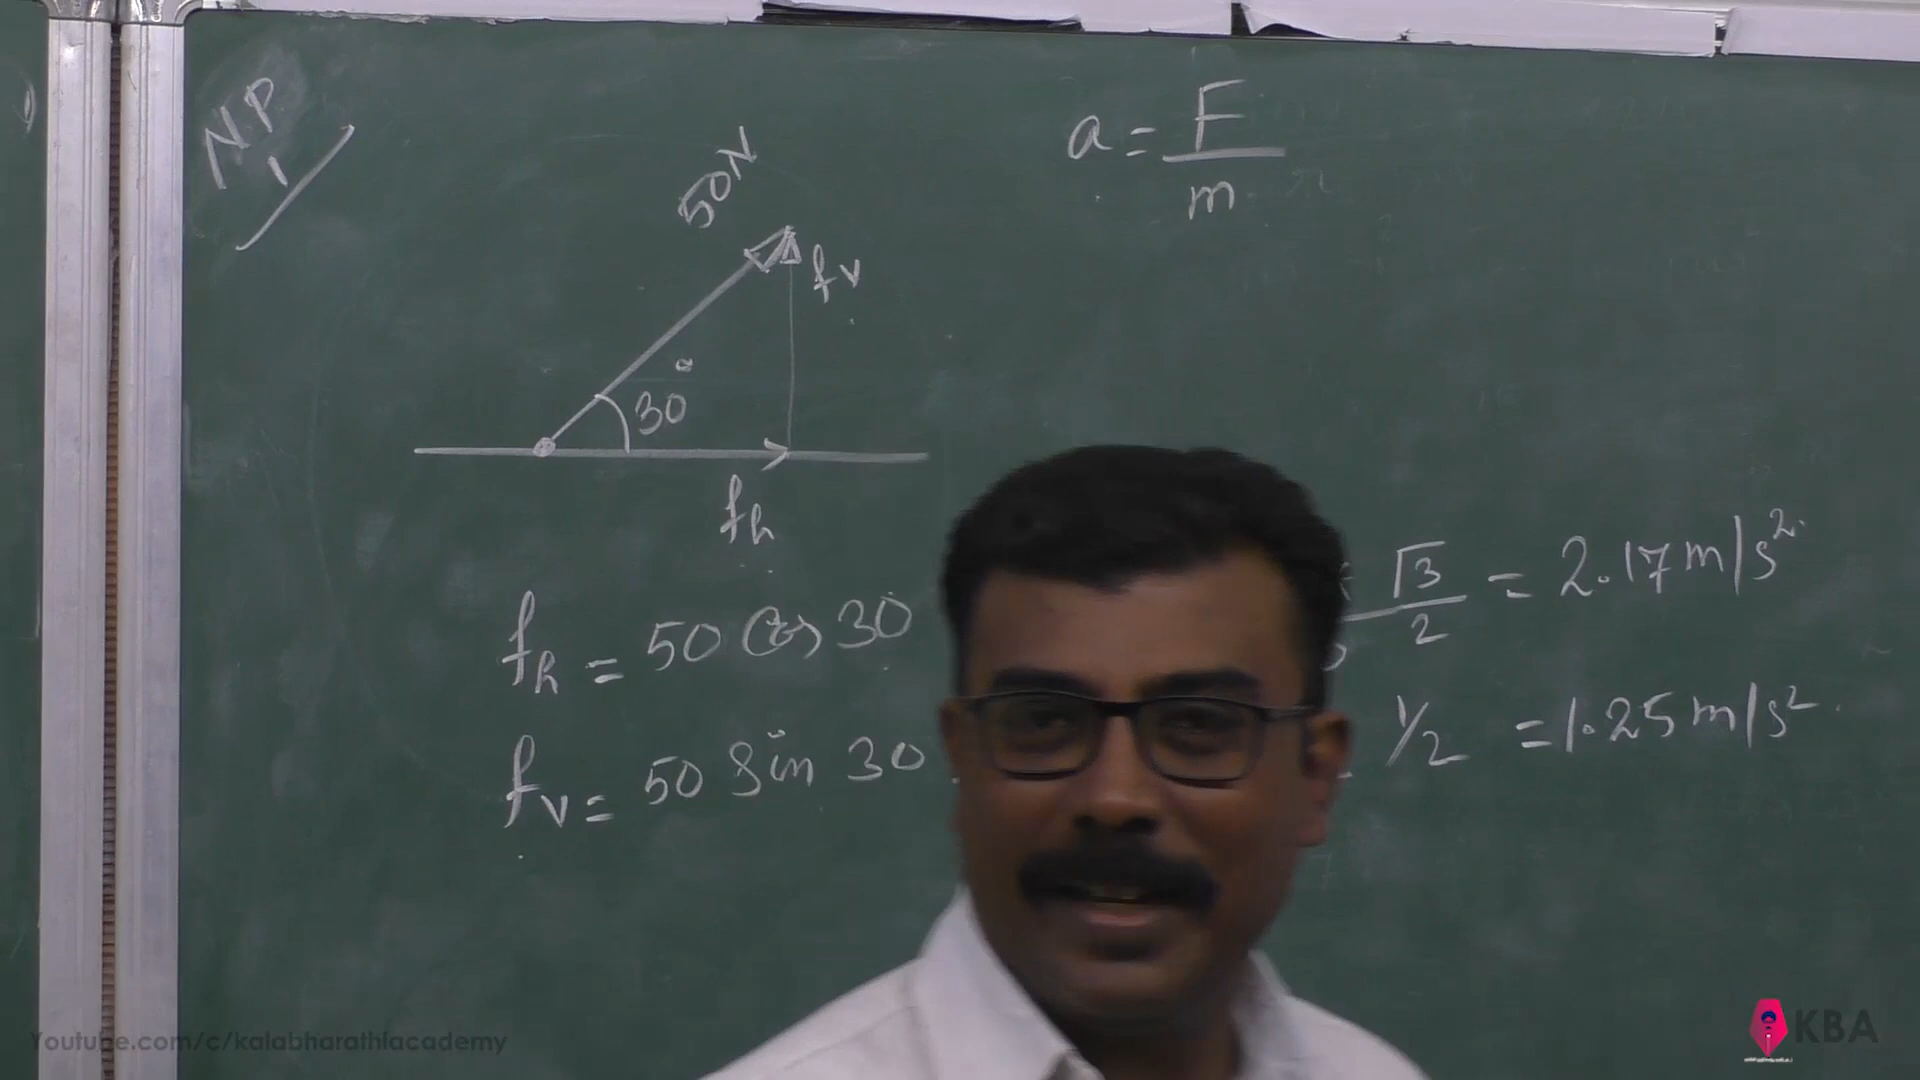 N.P
1
a = F
m
50N
fv
30°
fh
fh = 50 Cos 30
√3
2
= 2.17 m/s²
fv = 50 Sin 30
1/2 = 1.25 m/s²
Youtube.com/c/kalabharathiacademy
KBA